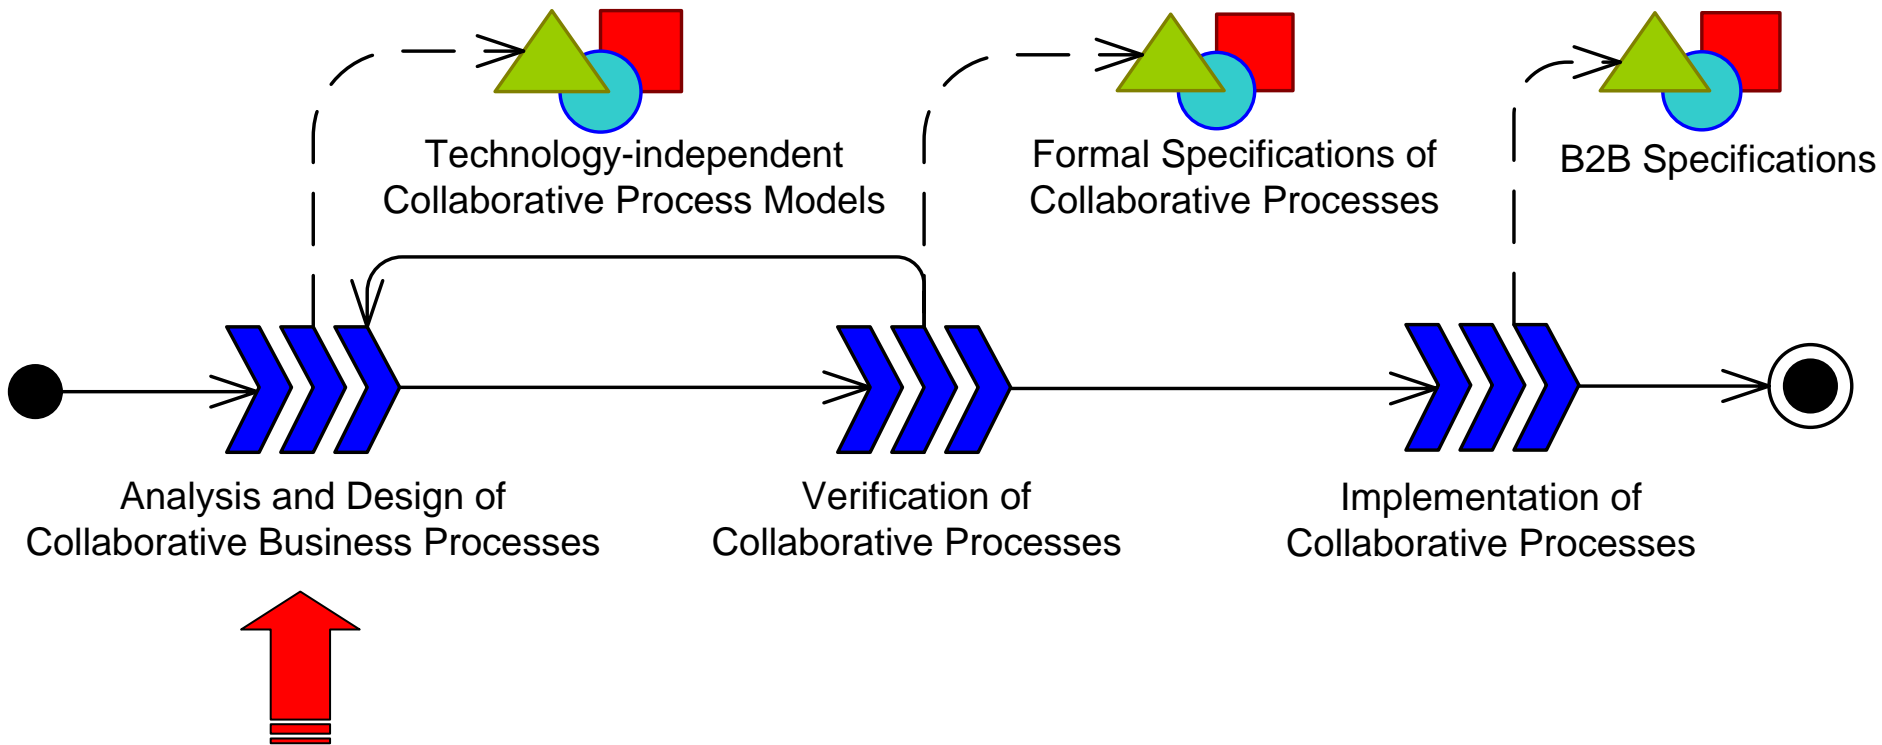 Technology-independent
Collaborative Process Models
Formal Specifications of
Collaborative Processes
B2B Specifications
Analysis and Design of
Collaborative Business Processes
Verification of
Collaborative Processes
Implementation of
Collaborative Processes